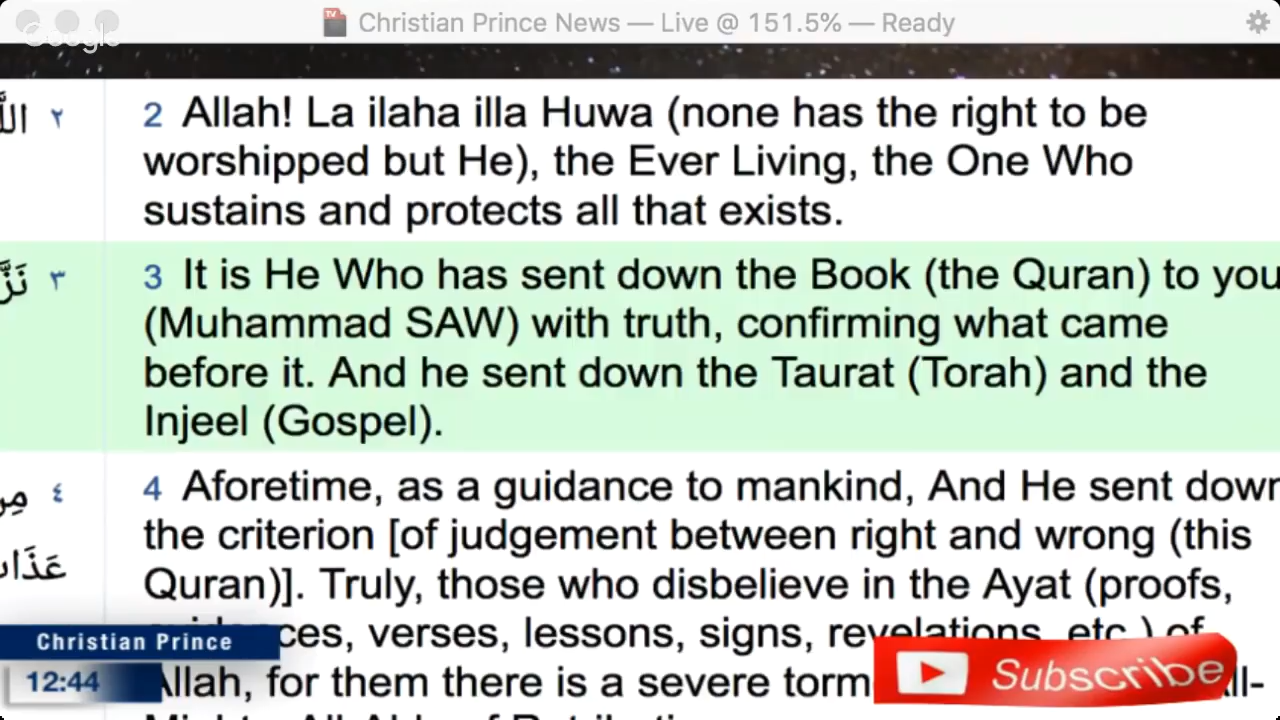 Christian Prince News — Live @ 151.5% — Ready
Google
٢
2 Allah! La ilaha illa Huwa (none has the right to be
worshipped but He), the Ever Living, the One Who
sustains and protects all that exists.
٣
3 It is He Who has sent down the Book (the Quran) to you
(Muhammad SAW) with truth, confirming what came
before it. And he sent down the Taurat (Torah) and the
Injeel (Gospel).
٤
4 Aforetime, as a guidance to mankind, And He sent down
the criterion [of judgement between right and wrong (this
Quran)]. Truly, those who disbelieve in the Ayat (proofs,
verses, lessons, signs, revelations, etc.) of
Allah, for them there is a severe
Christian Prince
12:44
Subscribe